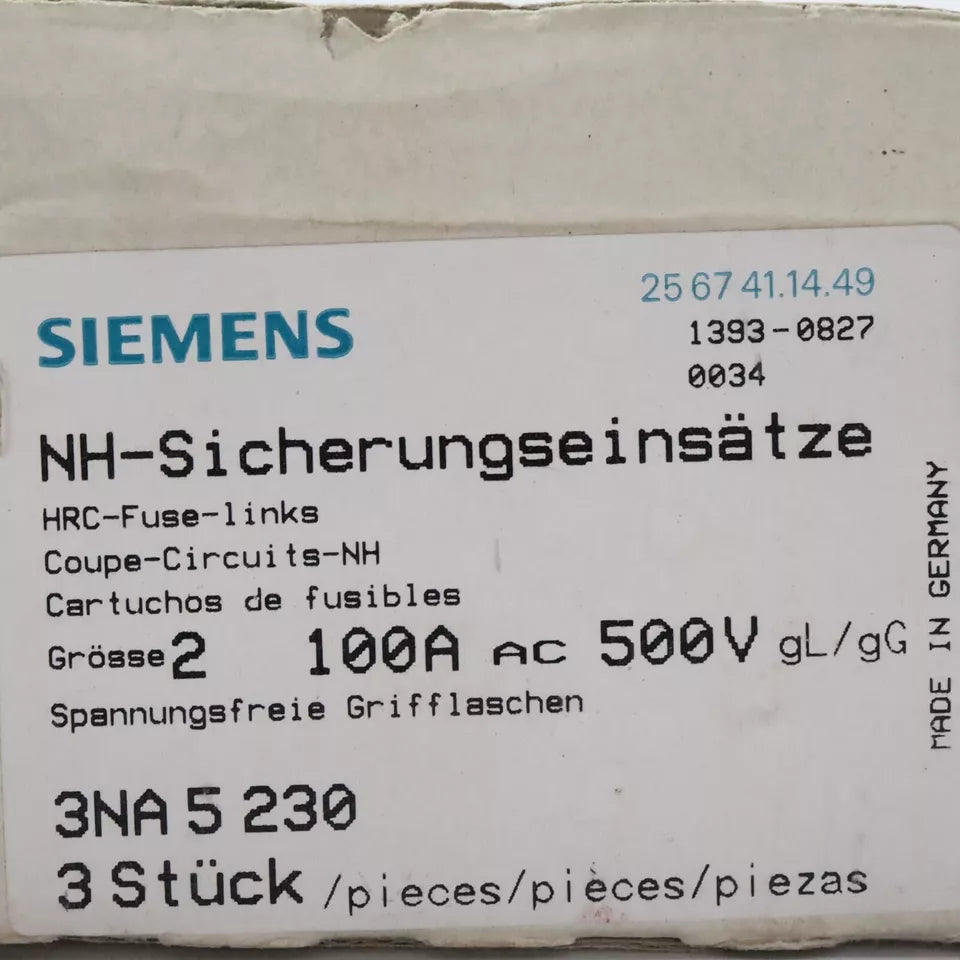 SIEMENS
25 67 41.14.49
1393-0827
0034
NH-Sicherungseinsätze
HRC-Fuse-links
Coupe-Circuits-NH
Cartuchos de fusibles
Grösse 2 100A AC 500V gL/gG
Spannungsfreie Grifflaschen
3NA 5 230
3 Stück /pieces/pièces/piezas
MADE IN GERMANY